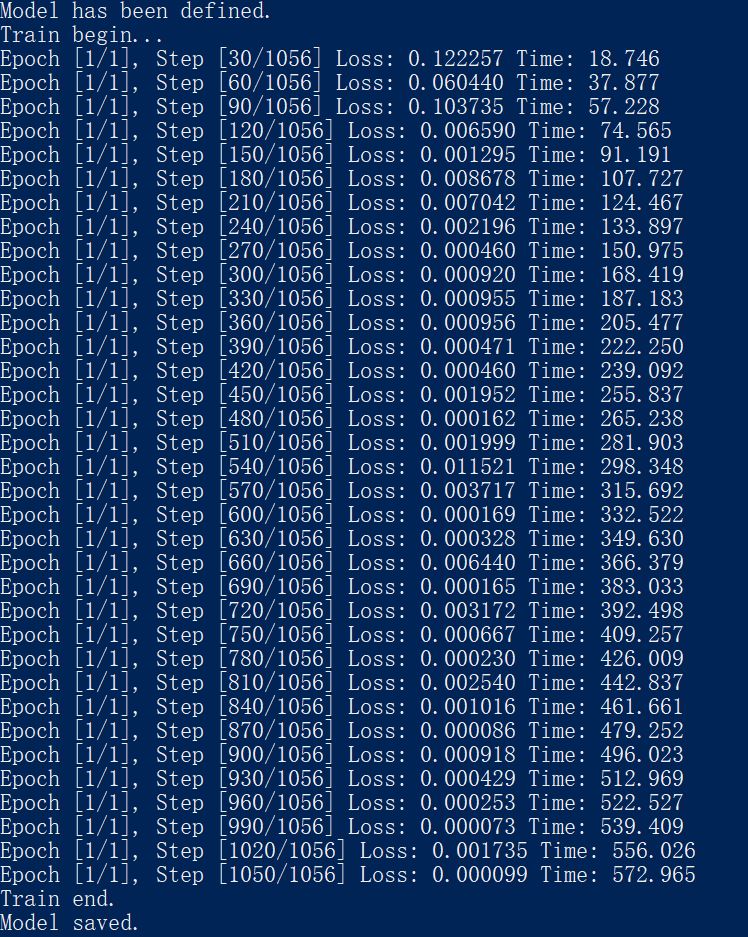 Model has been defined.
Train begin...
Epoch [1/1], Step [30/1056] Loss: 0.122257 Time: 18.746
Epoch [1/1], Step [60/1056] Loss: 0.060440 Time: 37.877
Epoch [1/1], Step [90/1056] Loss: 0.103735 Time: 57.228
Epoch [1/1], Step [120/1056] Loss: 0.006590 Time: 74.565
Epoch [1/1], Step [150/1056] Loss: 0.001295 Time: 91.191
Epoch [1/1], Step [180/1056] Loss: 0.008678 Time: 107.727
Epoch [1/1], Step [210/1056] Loss: 0.007042 Time: 124.467
Epoch [1/1], Step [240/1056] Loss: 0.002196 Time: 133.897
Epoch [1/1], Step [270/1056] Loss: 0.000460 Time: 150.975
Epoch [1/1], Step [300/1056] Loss: 0.000920 Time: 168.419
Epoch [1/1], Step [330/1056] Loss: 0.000955 Time: 187.183
Epoch [1/1], Step [360/1056] Loss: 0.000956 Time: 205.477
Epoch [1/1], Step [390/1056] Loss: 0.000471 Time: 222.250
Epoch [1/1], Step [420/1056] Loss: 0.000460 Time: 239.092
Epoch [1/1], Step [450/1056] Loss: 0.001952 Time: 255.837
Epoch [1/1], Step [480/1056] Loss: 0.000162 Time: 265.238
Epoch [1/1], Step [510/1056] Loss: 0.001999 Time: 281.903
Epoch [1/1], Step [540/1056] Loss: 0.011521 Time: 298.348
Epoch [1/1], Step [570/1056] Loss: 0.003717 Time: 315.692
Epoch [1/1], Step [600/1056] Loss: 0.000169 Time: 332.522
Epoch [1/1], Step [630/1056] Loss: 0.000328 Time: 349.630
Epoch [1/1], Step [660/1056] Loss: 0.006440 Time: 366.379
Epoch [1/1], Step [690/1056] Loss: 0.000165 Time: 383.033
Epoch [1/1], Step [720/1056] Loss: 0.003172 Time: 392.498
Epoch [1/1], Step [750/1056] Loss: 0.000667 Time: 409.257
Epoch [1/1], Step [780/1056] Loss: 0.000230 Time: 426.009
Epoch [1/1], Step [810/1056] Loss: 0.002540 Time: 442.837
Epoch [1/1], Step [840/1056] Loss: 0.001016 Time: 461.661
Epoch [1/1], Step [870/1056] Loss: 0.000086 Time: 479.252
Epoch [1/1], Step [900/1056] Loss: 0.000918 Time: 496.023
Epoch [1/1], Step [930/1056] Loss: 0.000429 Time: 512.969
Epoch [1/1], Step [960/1056] Loss: 0.000253 Time: 522.527
Epoch [1/1], Step [990/1056] Loss: 0.000073 Time: 539.409
Epoch [1/1], Step [1020/1056] Loss: 0.001735 Time: 556.026
Epoch [1/1], Step [1050/1056] Loss: 0.000099 Time: 572.965
Train end.
Model saved.